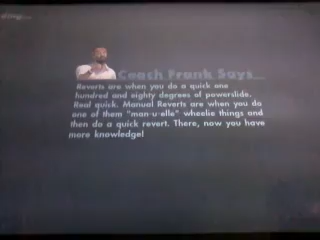 Coach Frank Says...
Reverts are when you do a quick one
hundred and eighty degrees of powerslide.
Real quick. Manual Reverts are when you do
one of them "man-u-elle" wheelie things and
then do a quick revert. There, now you have
more knowledge!